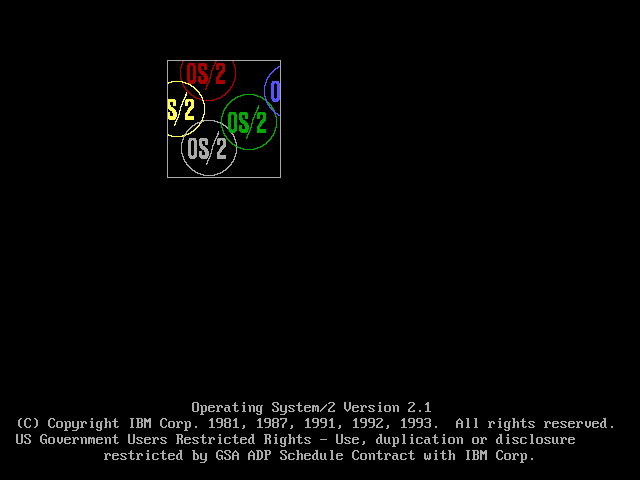 OS/2
OS/2
OS/2
OS/2
Operating System/2 Version 2.1
(C) Copyright IBM Corp. 1981, 1987, 1991, 1992, 1993. All rights reserved.
US Government Users Restricted Rights - Use, duplication or disclosure
restricted by GSA ADP Schedule Contract with IBM Corp.